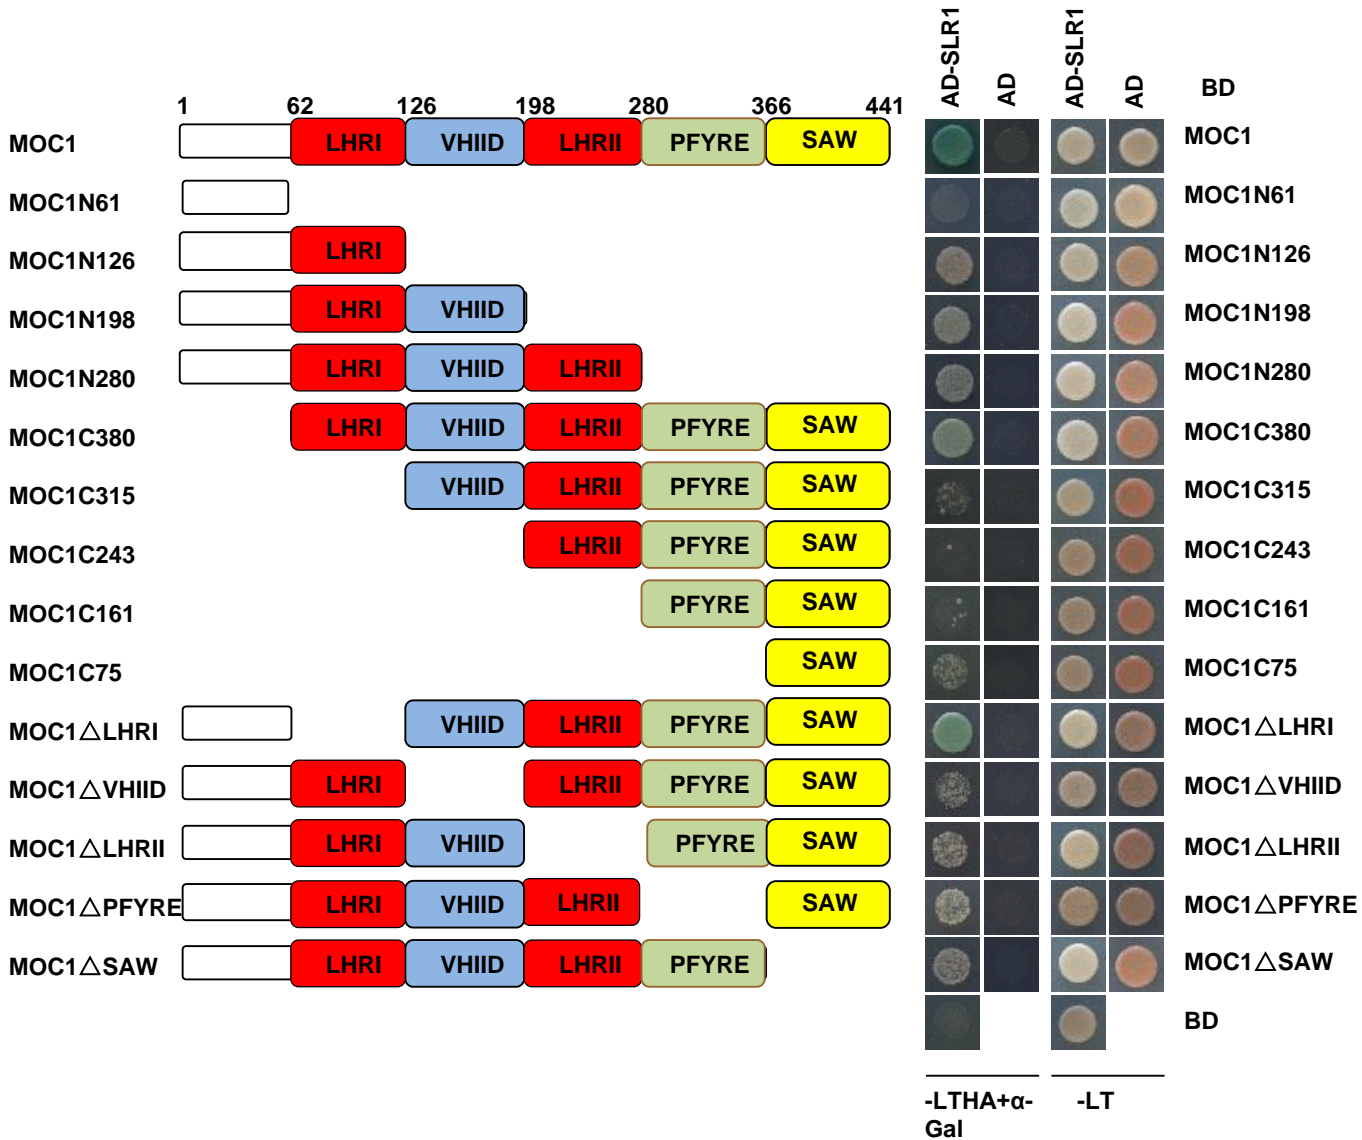 AD-SLR1 AD AD-SLR1 AD BD
1 62 126 198 280 366 441
MOC1 LHRI VHIID LHRII PFYRE SAW MOC1
MOC1N61 MOC1N61
MOC1N126 LHRI MOC1N126
MOC1N198 LHRI VHIID MOC1N198
MOC1N280 LHRI VHIID LHRII MOC1N280
MOC1C380 LHRI VHIID LHRII PFYRE SAW MOC1C380
MOC1C315 VHIID LHRII PFYRE SAW MOC1C315
MOC1C243 LHRII PFYRE SAW MOC1C243
MOC1C161 PFYRE SAW MOC1C161
MOC1C75 SAW MOC1C75
MOC1△LHRI VHIID LHRII PFYRE SAW MOC1△LHRI
MOC1△VHIID LHRI LHRII PFYRE SAW MOC1△VHIID
MOC1△LHRII LHRI VHIID PFYRE SAW MOC1△LHRII
MOC1△PFYRE LHRI VHIID LHRII SAW MOC1△PFYRE
MOC1△SAW LHRI VHIID LHRII PFYRE MOC1△SAW
BD
-LTHA+α- -LT
Gal